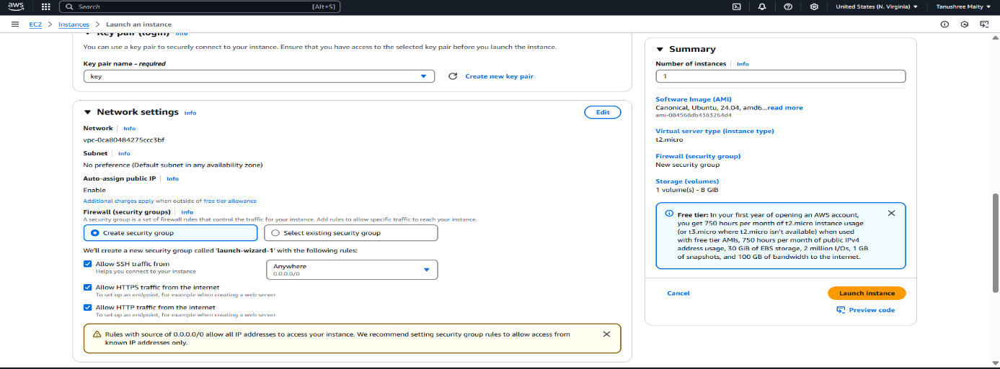 aws
Search
[Alt+S]
United States (N. Virginia)
Tanushree Maity
EC2
Instances
Launch an instance
Key pair (login)
Info
You can use a key pair to securely connect to your instance. Ensure that you have access to the selected key pair before you launch the instance.
Key pair name - required
key
Create new key pair
Network settings Info
Edit
Network Info
vpc-0ca80484275ccc3bf
Subnet Info
No preference (Default subnet in any availability zone)
Auto-assign public IP Info
Enable
Additional charges apply when outside of free tier allowance
Firewall (security groups) Info
A security group is a set of firewall rules that control the traffic for your instance. Add rules to allow specific traffic to reach your instance.
Create security group
Select existing security group
We'll create a new security group called 'launch-wizard-1' with the following rules:
Allow SSH traffic from
Helps you connect to your instance
Anywhere
0.0.0.0/0
Allow HTTPS traffic from the internet
To set up an endpoint, for example when creating a web server
Allow HTTP traffic from the internet
To set up an endpoint, for example when creating a web server
Rules with source of 0.0.0.0/0 allow all IP addresses to access your instance. We recommend setting security group rules to allow access from
known IP addresses only.
Summary
Number of instances Info
1
Software Image (AMI)
Canonical, Ubuntu, 24.04, amd6...read more
ami-084568db4383264d4
Virtual server type (instance type)
t2.micro
Firewall (security group)
New security group
Storage (volumes)
1 volume(s) - 8 GiB
Free tier: In your first year of opening an AWS account,
you get 750 hours per month of t2.micro instance usage
(or t3.micro where t2.micro isn't available) when used
with free tier AMIs, 750 hours per month of public IPv4
address usage, 30 GiB of EBS storage, 2 million I/Os, 1 GB
of snapshots, and 100 GB of bandwidth to the internet.
Cancel
Launch instance
Preview code